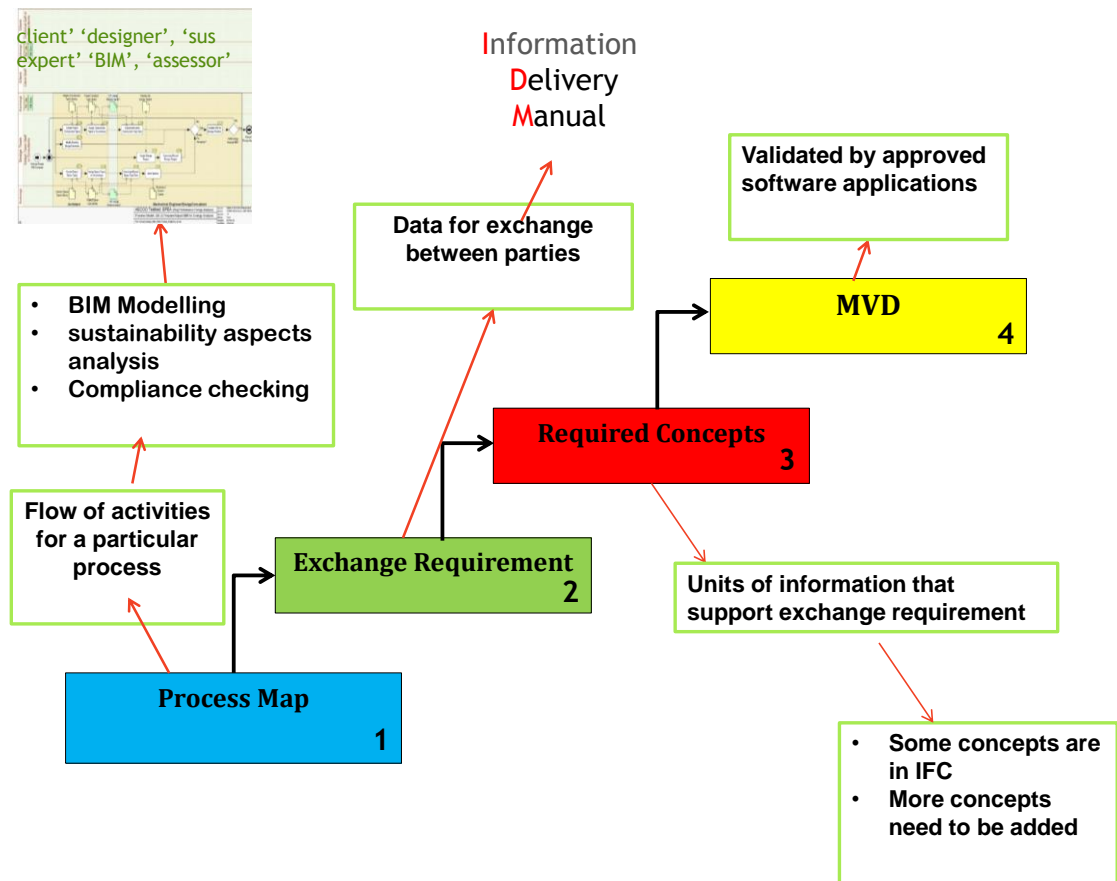 client’ ‘designer’, ‘sus
expert’ ‘BIM’, ‘assessor’
Information
Delivery
Manual
Validated by approved
software applications
Data for exchange
between parties
• BIM Modelling
• sustainability aspects
analysis
• Compliance checking
MVD
4
Required Concepts
3
Flow of activities
for a particular
process
Exchange Requirement
2
Units of information that
support exchange requirement
Process Map
1
• Some concepts are
in IFC
• More concepts
need to be added